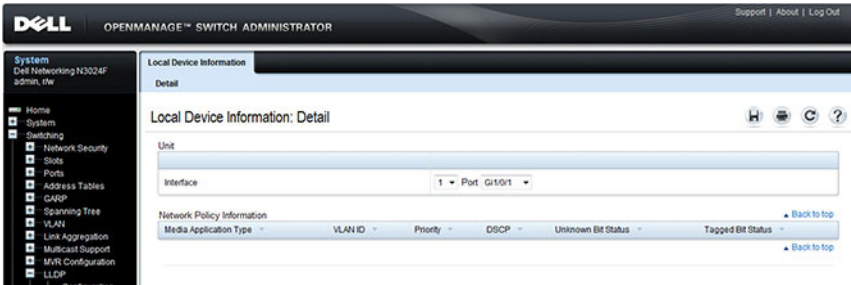 Support | About | Log Out
DELL OPENMANAGE™ SWITCH ADMINISTRATOR
System
Dell Networking N3024F
admin, r/w
Home
System
Switching
Network Security
Slots
Ports
Address Tables
GARP
Spanning Tree
VLAN
Link Aggregation
Multicast Support
MVR Configuration
LLDP
Local Device Information
Detail
Local Device Information: Detail
Unit
Interface 1 Port Gi1/0/1
Back to top
Network Policy Information
Media Application Type VLAN ID Priority DSCP Unknown Bit Status Tagged Bit Status
Back to top